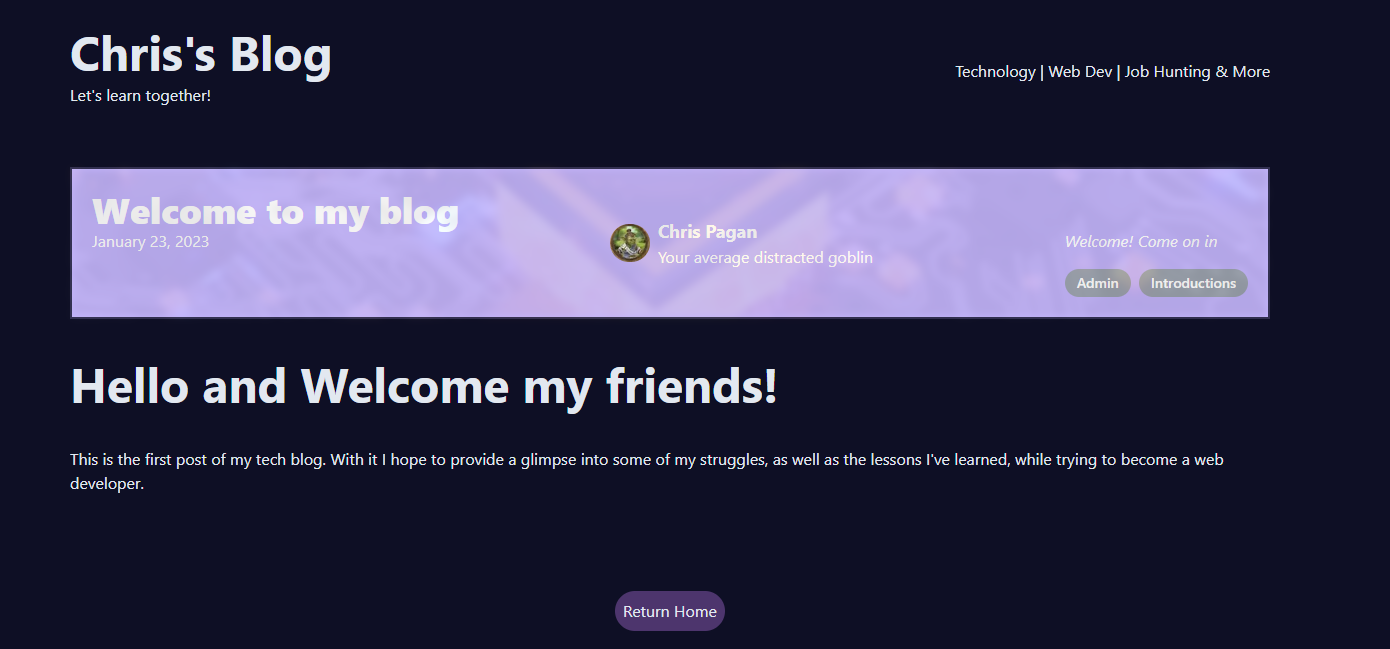 Chris's Blog
Let's learn together!
Technology | Web Dev | Job Hunting & More
Welcome to my blog
January 23, 2023
Chris Pagan
Your average distracted goblin
Welcome! Come on in
Admin
Introductions
Hello and Welcome my friends!
This is the first post of my tech blog. With it I hope to provide a glimpse into some of my struggles, as well as the lessons I've learned, while trying to become a web
developer.
Return Home